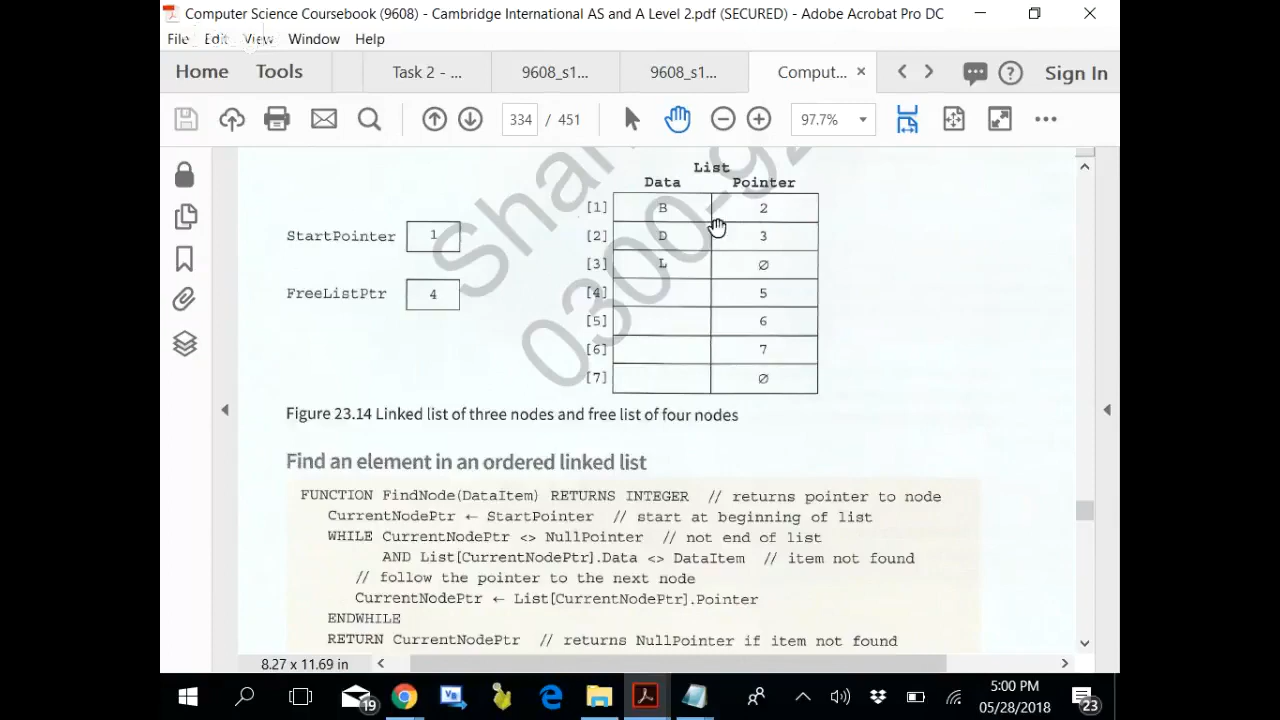 Computer Science Coursebook (9608) - Cambridge International AS and A Level 2.pdf (SECURED) - Adobe Acrobat Pro DC
File Edit View Window Help
Home Tools Task 2 - ... 9608_s1... 9608_s1... Comput... × Sign In
334 / 451 97.7%
List
Data Pointer
[1] B 2
StartPointer 1 [2] D 3
[3] L ∅
FreeListPtr 4 [4] 5
[5] 6
[6] 7
[7] ∅
0300-92
Figure 23.14 Linked list of three nodes and free list of four nodes
Find an element in an ordered linked list
FUNCTION FindNode(DataItem) RETURNS INTEGER // returns pointer to node
CurrentNodePtr ← StartPointer // start at beginning of list
WHILE CurrentNodePtr <> NullPointer // not end of list
AND List[CurrentNodePtr].Data <> DataItem // item not found
// follow the pointer to the next node
CurrentNodePtr ← List[CurrentNodePtr].Pointer
ENDWHILE
RETURN CurrentNodePtr // returns NullPointer if item not found
8.27 x 11.69 in
19 5:00 PM
05/28/2018 23